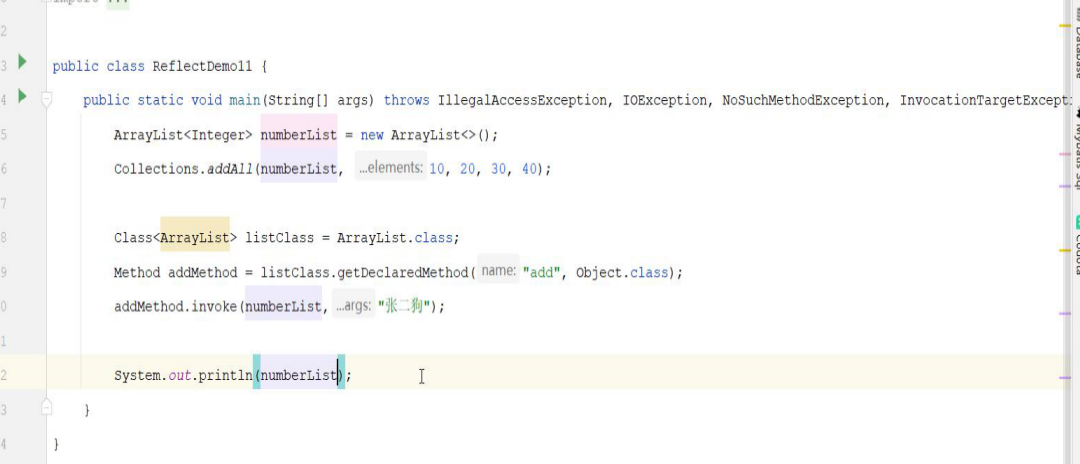 import ...
2
3 public class ReflectDemo11 {
4 public static void main(String[] args) throws IllegalAccessException, IOException, NoSuchMethodException, InvocationTargetExcepti
5 ArrayList<Integer> numberList = new ArrayList<>();
6 Collections.addAll(numberList, ...elements: 10, 20, 30, 40);
7
8 Class<ArrayList> listClass = ArrayList.class;
9 Method addMethod = listClass.getDeclaredMethod( name: "add", Object.class);
0 addMethod.invoke(numberList, ...args: "张二狗");
1
2 System.out.println(numberList);
3 }
4 }
Database
Mybatis Sql
Codota